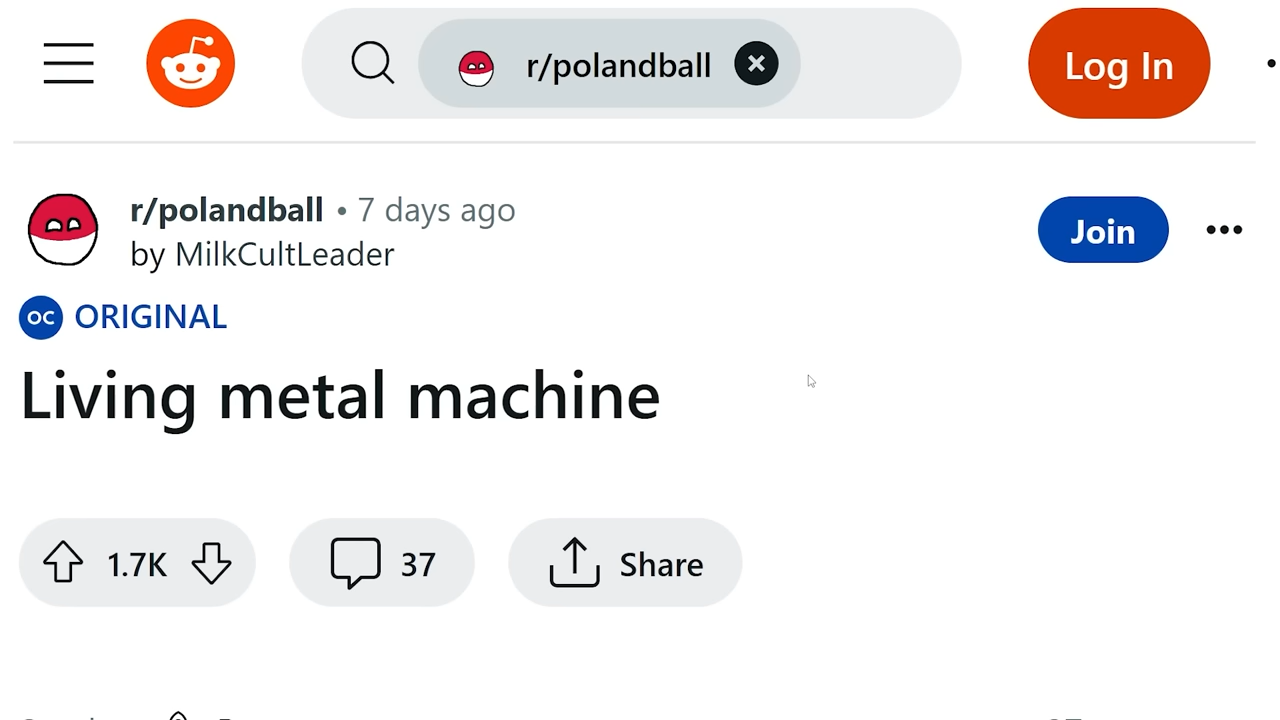 r/polandball
Log In
r/polandball • 7 days ago
by MilkCultLeader
Join
OC ORIGINAL
Living metal machine
1.7K
37
Share